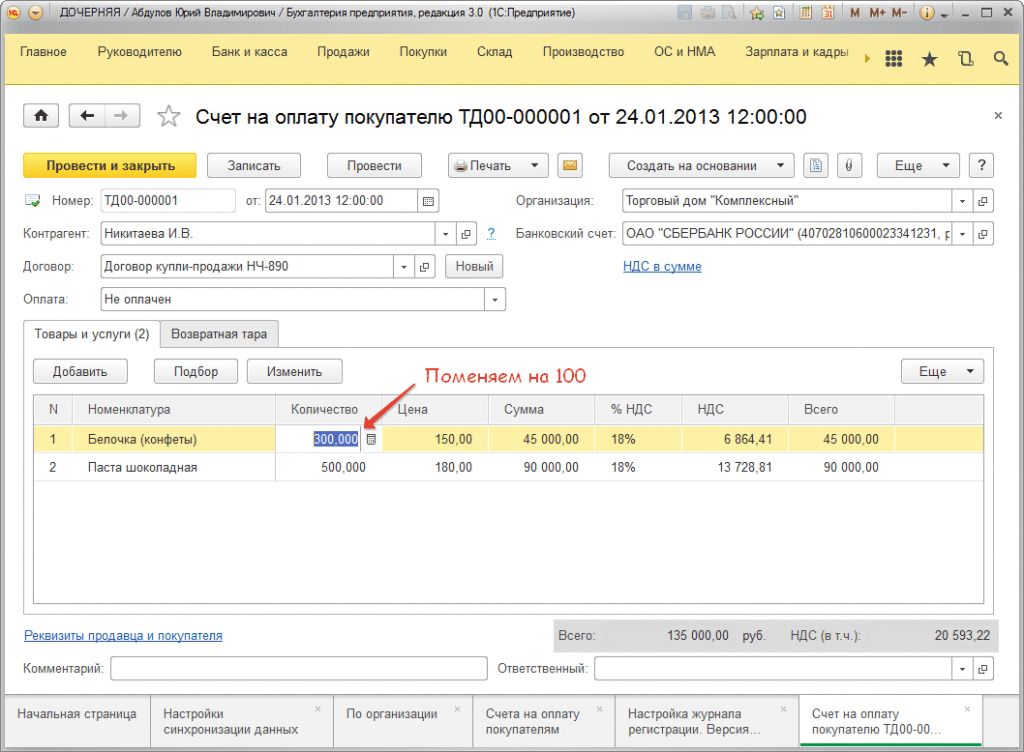 ДОЧЕРНЯЯ / Абдулов Юрий Владимирович / Бухгалтерия предприятия, редакция 3.0 (1С:Предприятие)
M M+ M-
Главное Руководителю Банк и касса Продажи Покупки Склад Производство ОС и НМА Зарплата и кадры
Счет на оплату покупателю ТД00-000001 от 24.01.2013 12:00:00
Провести и закрыть Записать Провести Печать Создать на основании Еще ?
Номер: ТД00-000001 от: 24.01.2013 12:00:00 Организация: Торговый дом "Комплексный"
Контрагент: Никитаева И.В. ? Банковский счет: ОАО "СБЕРБАНК РОССИИ" (40702810600023341231, р
Договор: Договор купли-продажи НЧ-890 Новый НДС в сумме
Оплата: Не оплачен
Товары и услуги (2) Возвратная тара
Добавить Подбор Изменить Еще
Поменяем на 100
N Номенклатура Количество Цена Сумма % НДС НДС Всего
1 Белочка (конфеты) 300,000 150,00 45 000,00 18% 6 864,41 45 000,00
2 Паста шоколадная 500,000 180,00 90 000,00 18% 13 728,81 90 000,00
Реквизиты продавца и покупателя Всего: 135 000,00 руб. НДС (в т.ч.): 20 593,22
Комментарий: Ответственный:
Начальная страница Настройки По организации Счета на оплату Настройка журнала Счет на оплату
синхронизации данных покупателям регистрации. Версия... покупателю ТД00-00...